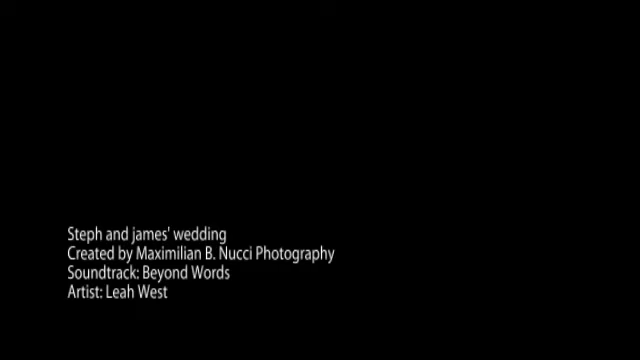 Steph and james' wedding
Created by Maximilian B. Nucci Photography
Soundtrack: Beyond Words
Artist: Leah West